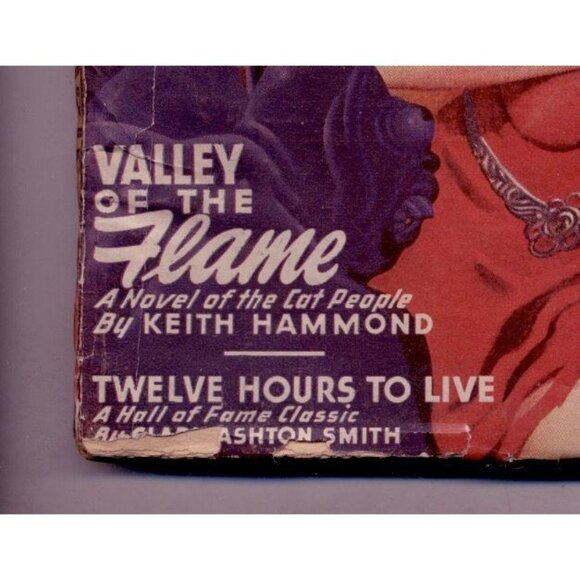 VALLEY
OF THE
Flame
A Novel of the Cat People
By KEITH HAMMOND
TWELVE HOURS TO LIVE
A Hall of Fame Classic
By ASHTON SMITH